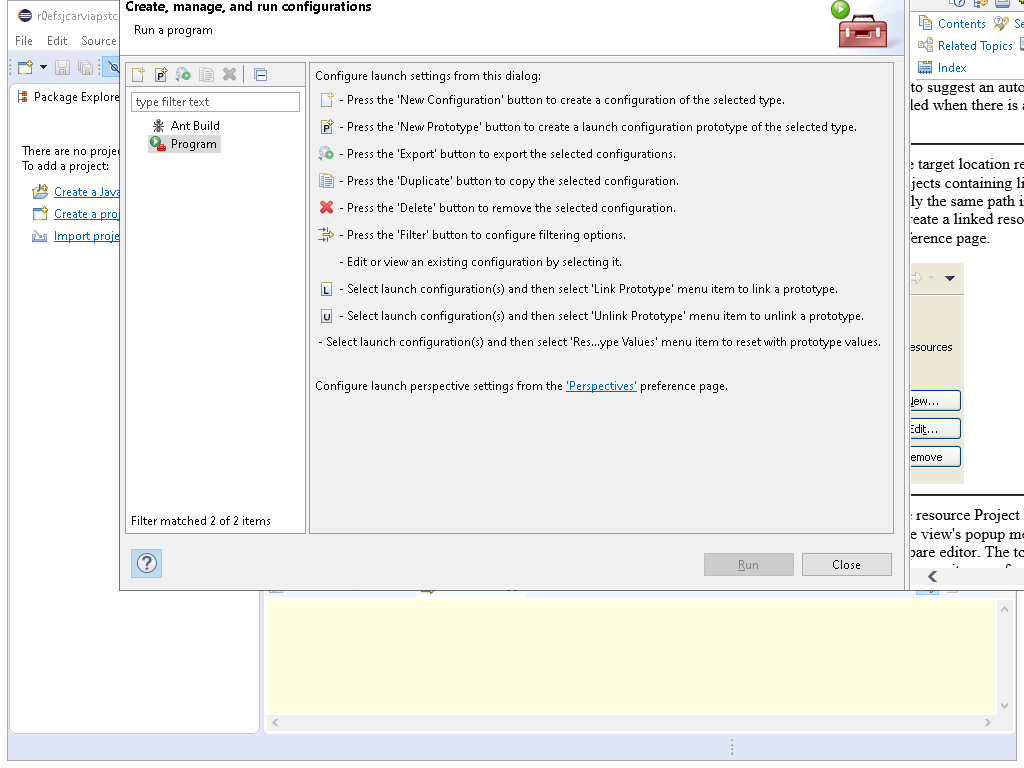 Create, manage, and run configurations
Run a program
r0efsjcarviapstc
File Edit Source
Package Explore
There are no projec
To add a project:
Create a Java
Create a proj
Import proje
type filter text
Ant Build
Program
Filter matched 2 of 2 items
Configure launch settings from this dialog:
- Press the 'New Configuration' button to create a configuration of the selected type.
- Press the 'New Prototype' button to create a launch configuration prototype of the selected type.
- Press the 'Export' button to export the selected configurations.
- Press the 'Duplicate' button to copy the selected configuration.
- Press the 'Delete' button to remove the selected configuration.
- Press the 'Filter' button to configure filtering options.
- Edit or view an existing configuration by selecting it.
L - Select launch configuration(s) and then select 'Link Prototype' menu item to link a prototype.
U - Select launch configuration(s) and then select 'Unlink Prototype' menu item to unlink a prototype.
- Select launch configuration(s) and then select 'Res...ype Values' menu item to reset with prototype values.
Configure launch perspective settings from the 'Perspectives' preference page.
Run
Close
Contents Se
Related Topics
Index
to suggest an auto
led when there is a
e target location re
jects containing li
ly the same path i
reate a linked reso
ference page.
esources
New...
Edit...
emove
resource Project
e view's popup me
pare editor. The to